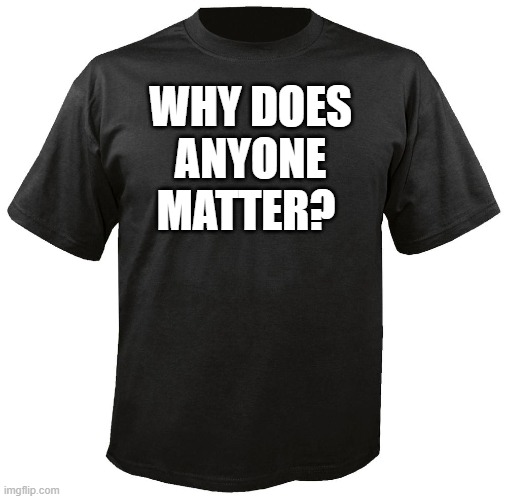 WHY DOES
ANYONE
MATTER?
imgflip.com